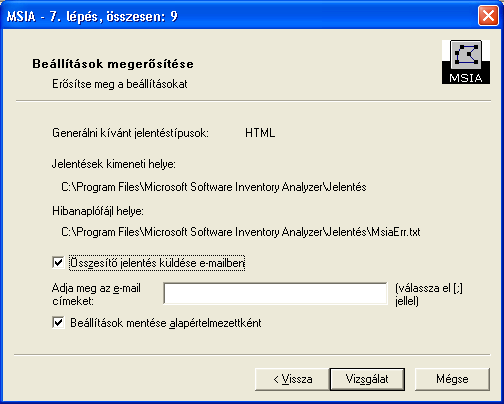 MSIA - 7. lépés, összesen: 9
Beállítások megerősítése
Erősítse meg a beállításokat
MSIA
Generálni kívánt jelentéstípusok: HTML
Jelentések kimeneti helye:
C:\Program Files\Microsoft Software Inventory Analyzer\Jelentés
Hibanaplófájl helye:
C:\Program Files\Microsoft Software Inventory Analyzer\Jelentés\MsiaErr.txt
Összesítő jelentés küldése e-mailben
Adja meg az e-mail
címeket:
(válassza el [;]
jellel)
Beállítások mentése alapértelmezettként
< Vissza Vizsgálat Mégse